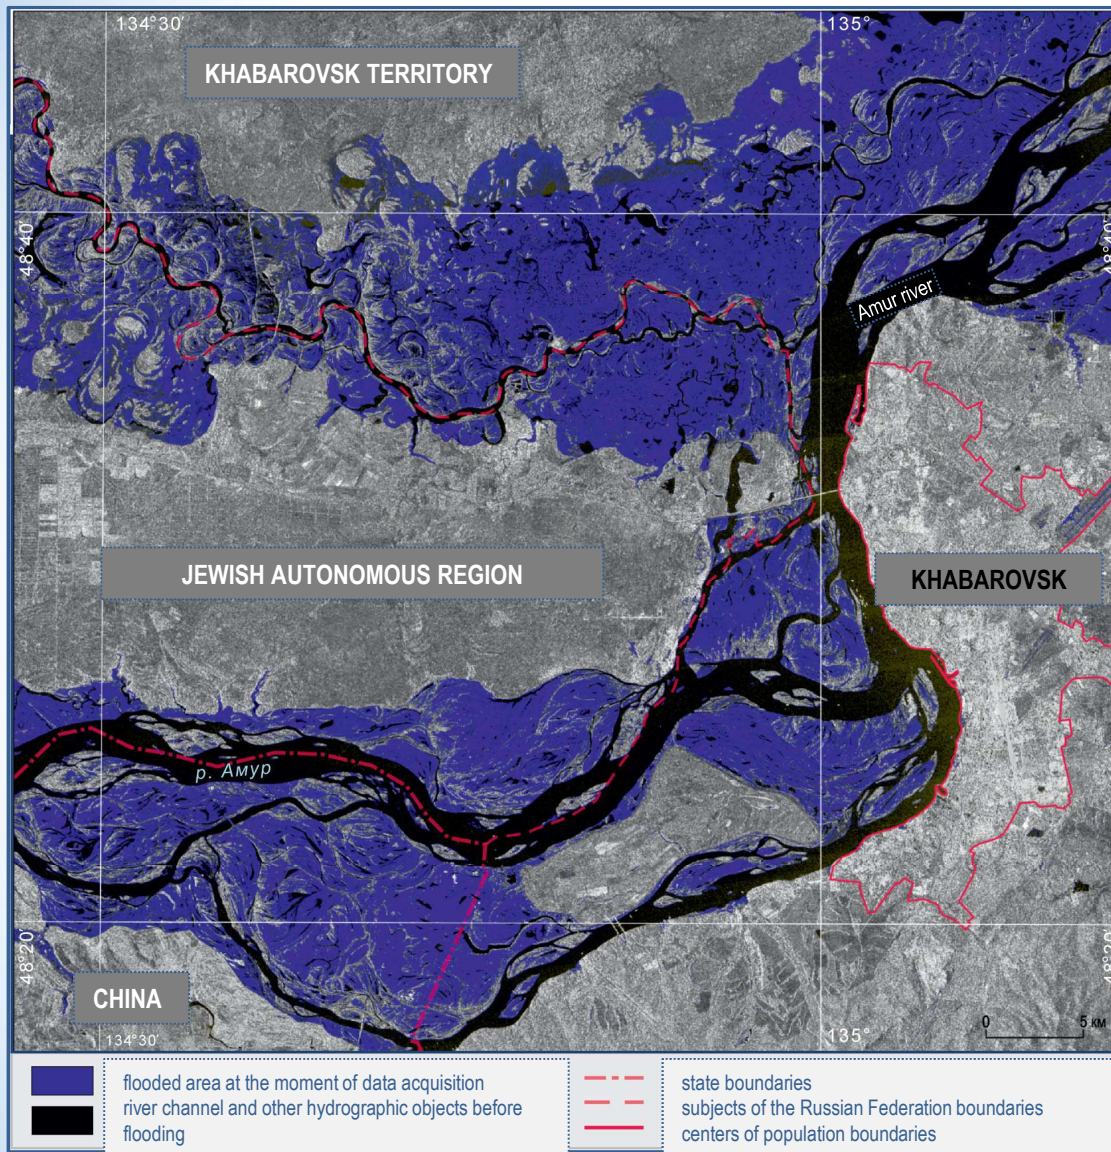 134°30′
135°
KHABAROVSK TERRITORY
48°40′
48°40′
Amur river
JEWISH AUTONOMOUS REGION
KHABAROVSK
р. Амур
48°20′
48°20′
CHINA
134°30′
135°
0 5 км
flooded area at the moment of data acquisition
river channel and other hydrographic objects before
flooding
state boundaries
subjects of the Russian Federation boundaries
centers of population boundaries